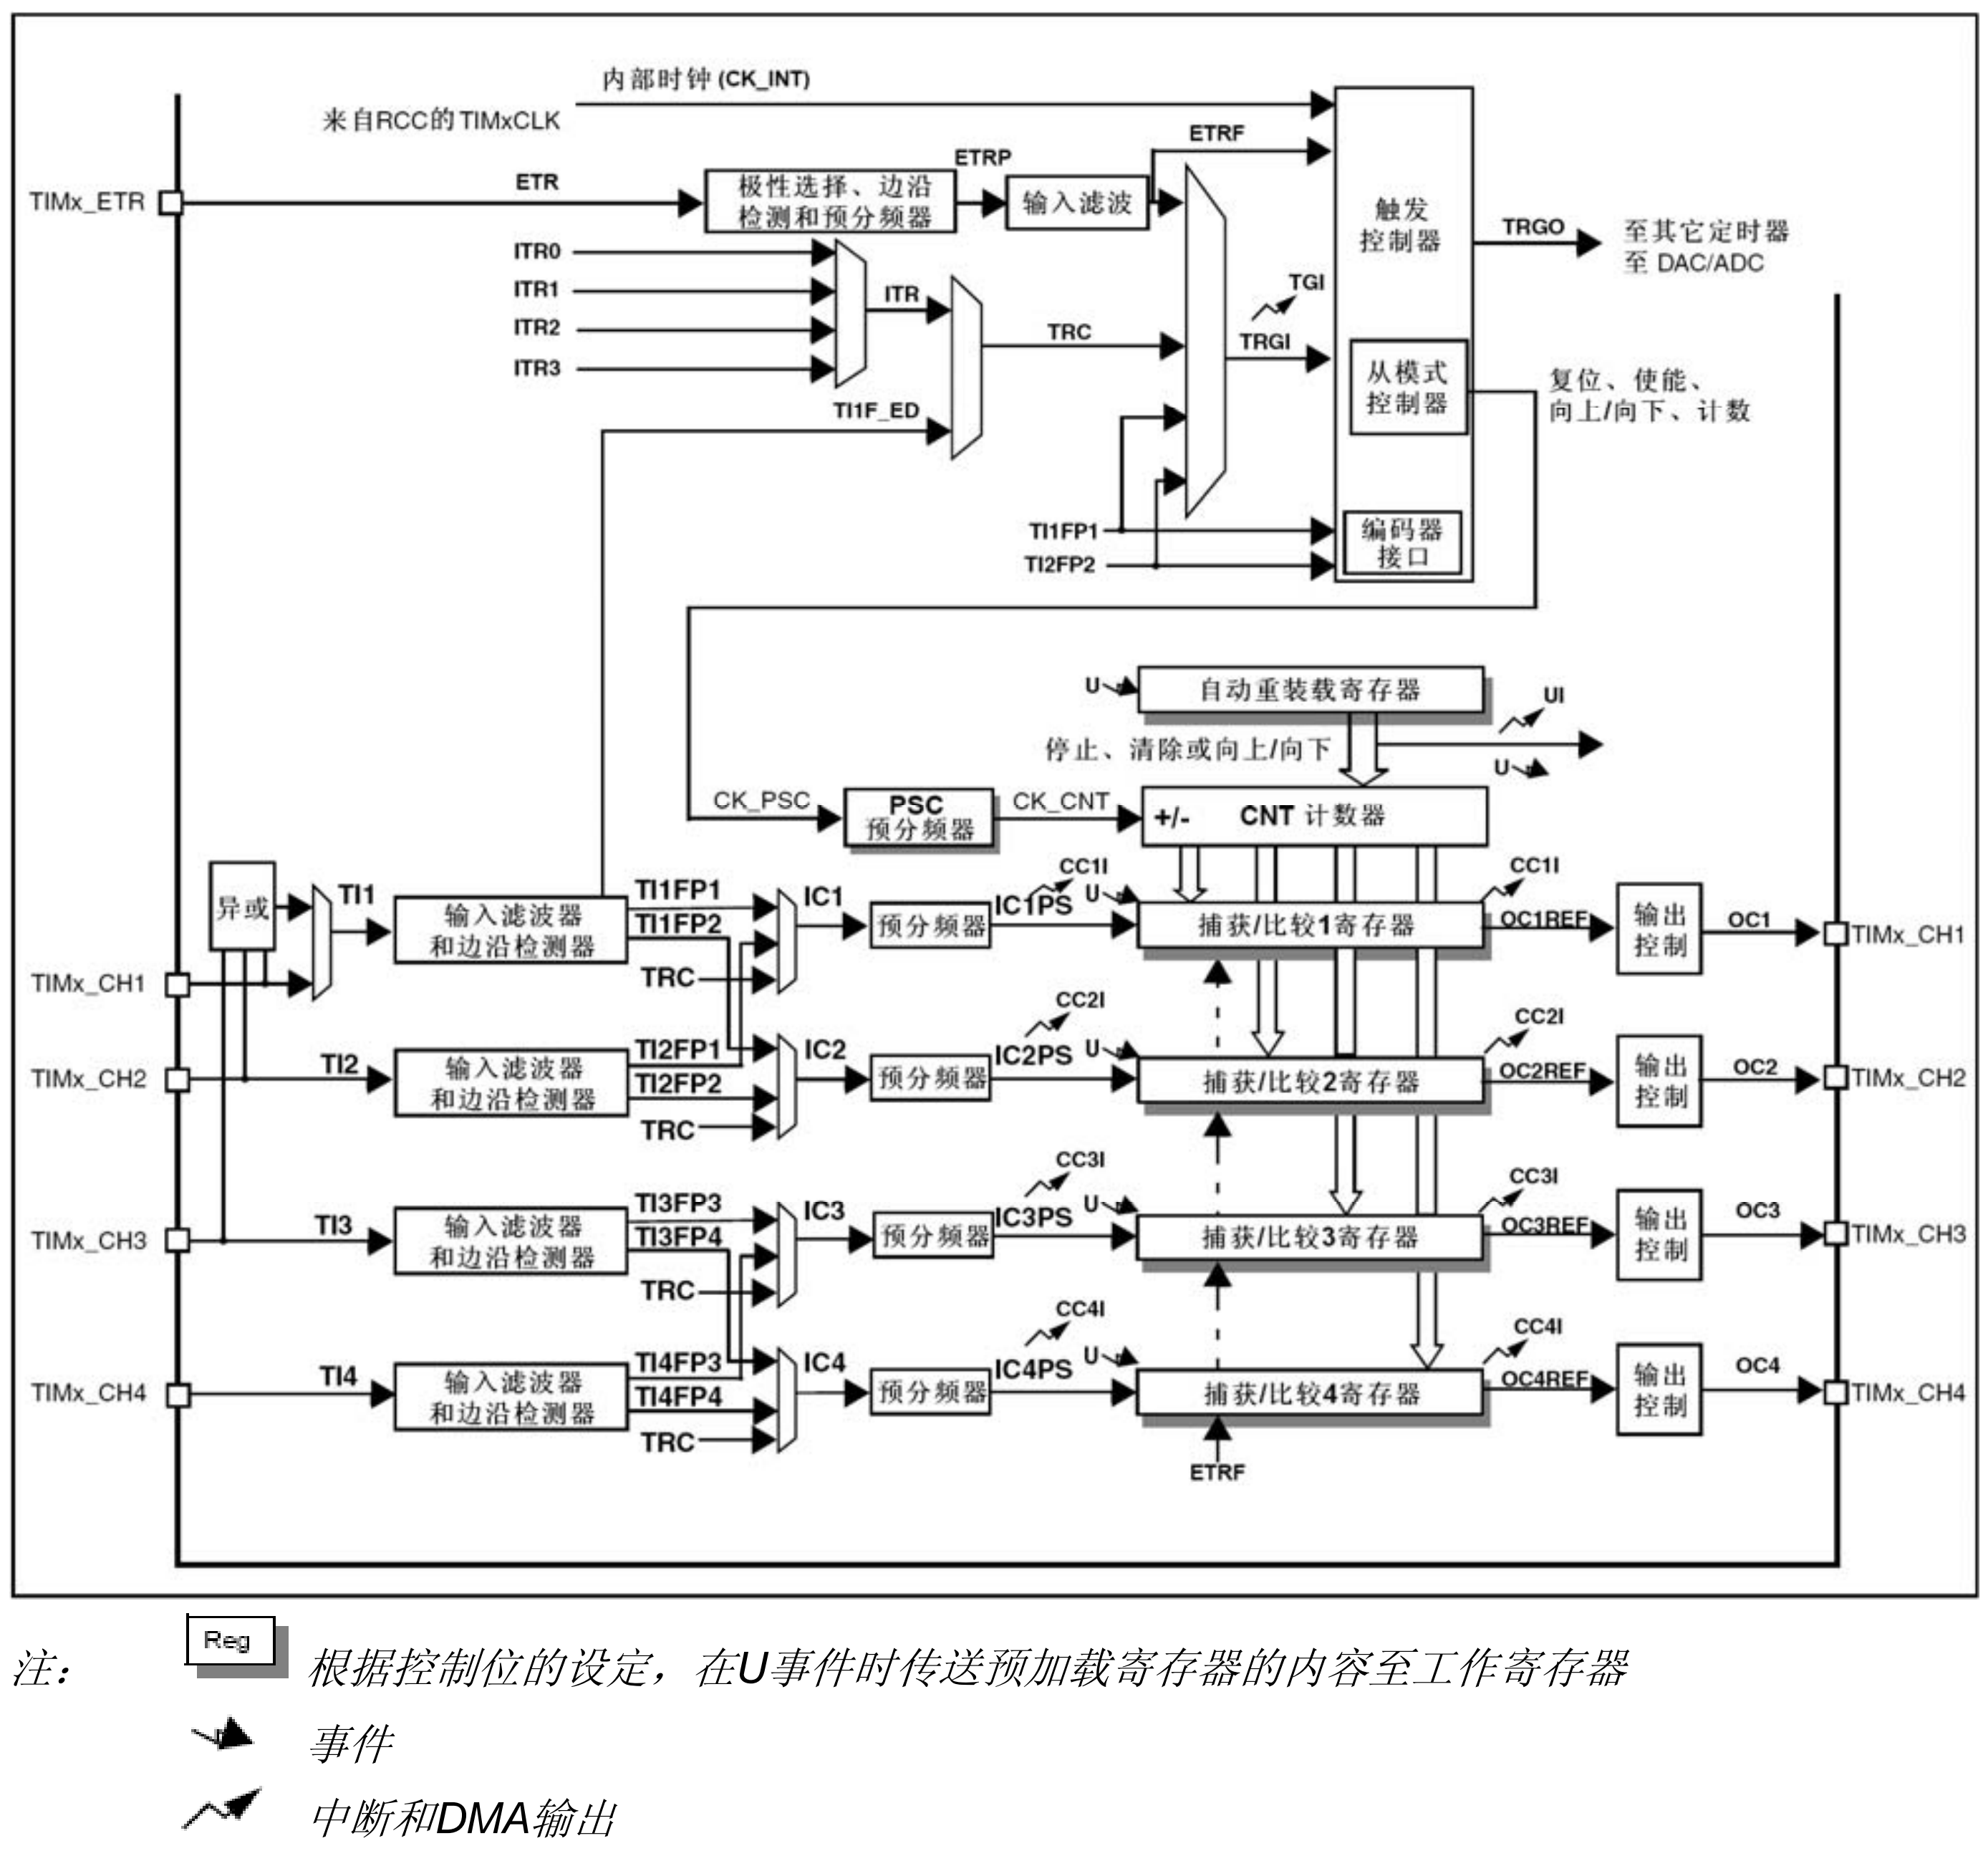 内部时钟 (CK_INT)
来自RCC的 TIMxCLK
ETRF
ETRP
ETR
TIMx_ETR
极性选择、边沿
检测和预分频器
输入滤波
触发
控制器
TRGO
至其它定时器
至 DAC/ADC
ITR0
ITR1
ITR2
ITR3
ITR
TRC
TGI
TRGI
TI1F_ED
从模式
控制器
复位、使能、
向上/向下、计数
TI1FP1
TI2FP2
编码器
接口
U
自动重装载寄存器
UI
停止、清除或向上/向下
U
CK_PSC
PSC
预分频器
CK_CNT
+/-
CNT 计数器
异或
TI1
输入滤波器
和边沿检测器
TI1FP1
TI1FP2
TRC
IC1
预分频器
CC1I
IC1PS
U
捕获/比较1寄存器
CC1I
OC1REF
输出
控制
OC1
TIMx_CH1
TIMx_CH1
TIMx_CH2
TI2
输入滤波器
和边沿检测器
TI2FP1
TI2FP2
TRC
IC2
预分频器
CC2I
IC2PS
U
捕获/比较2寄存器
CC2I
OC2REF
输出
控制
OC2
TIMx_CH2
TIMx_CH3
TI3
输入滤波器
和边沿检测器
TI3FP3
TI3FP4
TRC
IC3
预分频器
CC3I
IC3PS
U
捕获/比较3寄存器
CC3I
OC3REF
输出
控制
OC3
TIMx_CH3
TIMx_CH4
TI4
输入滤波器
和边沿检测器
TI4FP3
TI4FP4
TRC
IC4
预分频器
CC4I
IC4PS
U
捕获/比较4寄存器
CC4I
OC4REF
输出
控制
OC4
TIMx_CH4
ETRF
注：
Reg
根据控制位的设定，在U事件时传送预加载寄存器的内容至工作寄存器
事件
中断和DMA输出